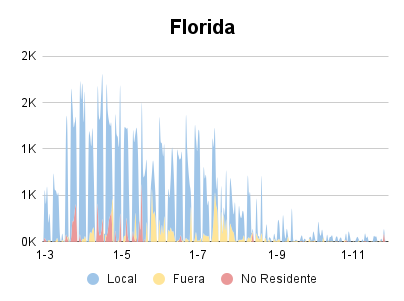 Florida
2K
2K
1K
1K
0K
1-3
1-5
1-7
1-9
1-11
Local
Fuera
No Residente